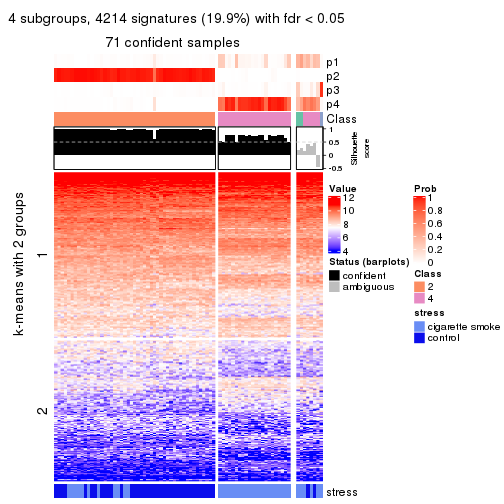 4 subgroups, 4214 signatures (19.9%) with fdr < 0.05
71 confident samples
p1
p2
p3
p4
Class
1
0.5
0
-0.5
Silhouette
score
k-means with 2 groups
1
2
stress
Value
12
10
8
6
4
Status (barplots)
confident
ambiguous
Prob
1
0.8
0.6
0.4
0.2
0
Class
2
4
stress
cigarette smoke
control